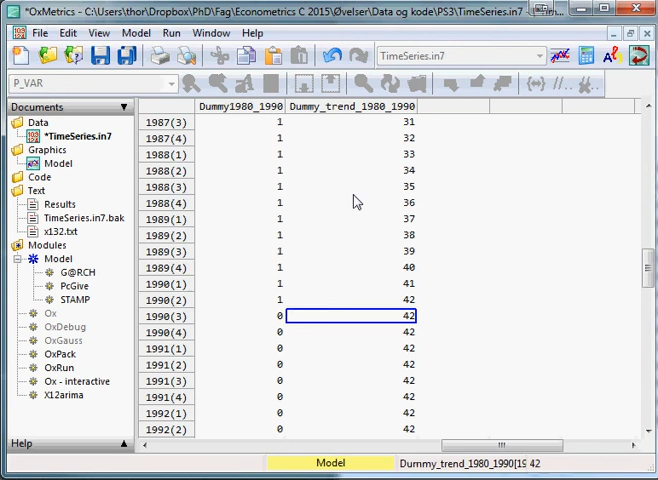 *OxMetrics - C:\Users\thor\Dropbox\PhD\Fag\Econometrics C 2015\Øvelser\Data og kode\PS3\TimeSeries.in7
File Edit View Model Run Window Help
TimeSeries.in7
P_VAR
Documents
Data
*TimeSeries.in7
Graphics
Model
Code
Text
Results
TimeSeries.in7.bak
x132.txt
Modules
Model
G@RCH
PcGive
STAMP
Ox
OxDebug
OxGauss
OxPack
OxRun
Ox - interactive
X12arima
Help
Dummy1980_1990 Dummy_trend_1980_1990
1987(3) 1 31
1987(4) 1 32
1988(1) 1 33
1988(2) 1 34
1988(3) 1 35
1988(4) 1 36
1989(1) 1 37
1989(2) 1 38
1989(3) 1 39
1989(4) 1 40
1990(1) 1 41
1990(2) 1 42
1990(3) 0 42
1990(4) 0 42
1991(1) 0 42
1991(2) 0 42
1991(3) 0 42
1991(4) 0 42
1992(1) 0 42
1992(2) 0 42
Model Dummy_trend_1980_1990[19 42